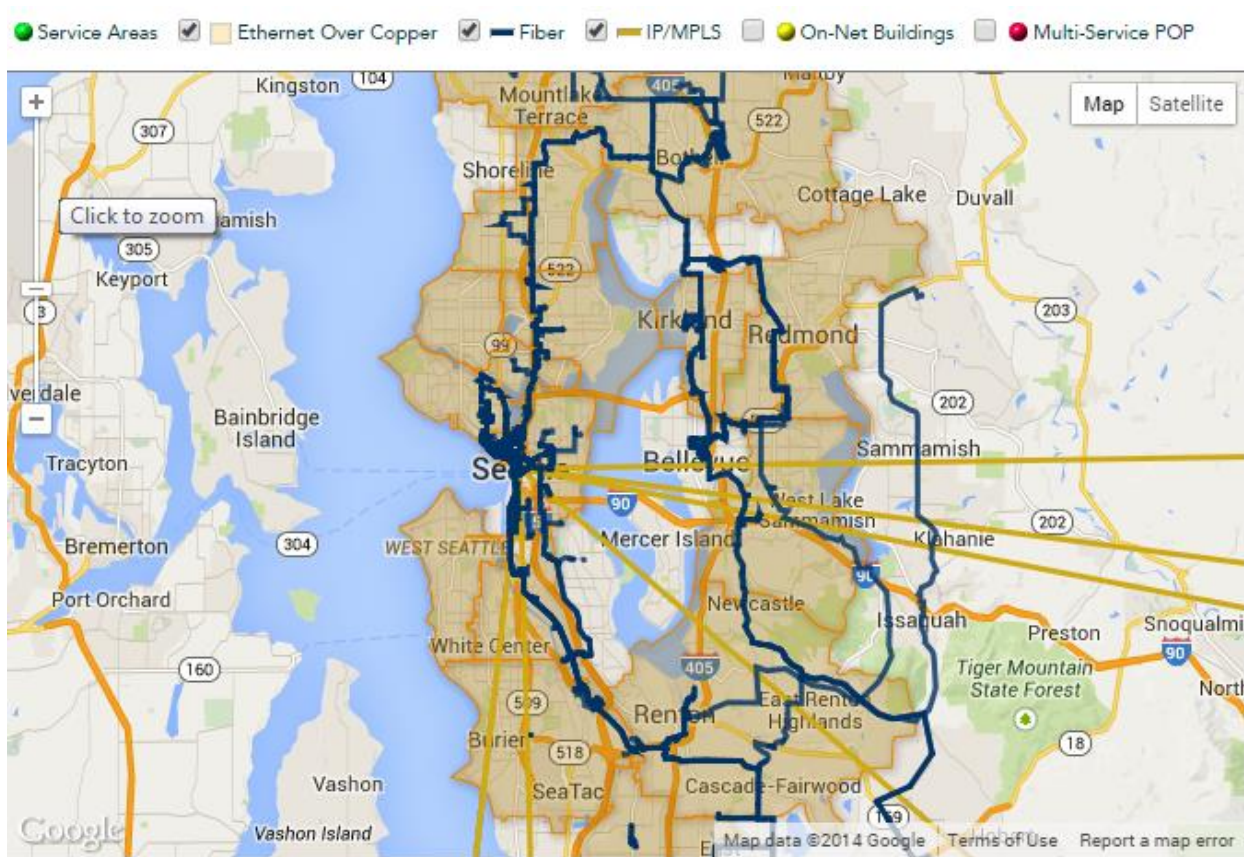 Service Areas Ethernet Over Copper Fiber IP/MPLS On-Net Buildings Multi-Service POP
Kingston
104
405
Mountlake
Terrace
522
Map Satellite
307
Bothell
Shoreline
Cottage Lake
Duvall
Click to zoom
amish
305
Keyport
522
3
203
Kirkland
Redmond
99
verdale
202
Bainbridge
Island
Sammamish
Tracyton
Seattle
Bellevue
90
West Lake
Sammamish
202
Bremerton
304
WEST SEATTLE
Mercer Island
Klahanie
90
Port Orchard
Newcastle
Issaquah
Preston
Snoqualmi
90
White Center
160
405
Tiger Mountain
State Forest
North
509
Renton
East Renton
Highlands
Burien
518
18
Vashon
SeaTac
Cascade-Fairwood
169
Google
Vashon Island
Map data ©2014 Google Terms of Use Report a map error